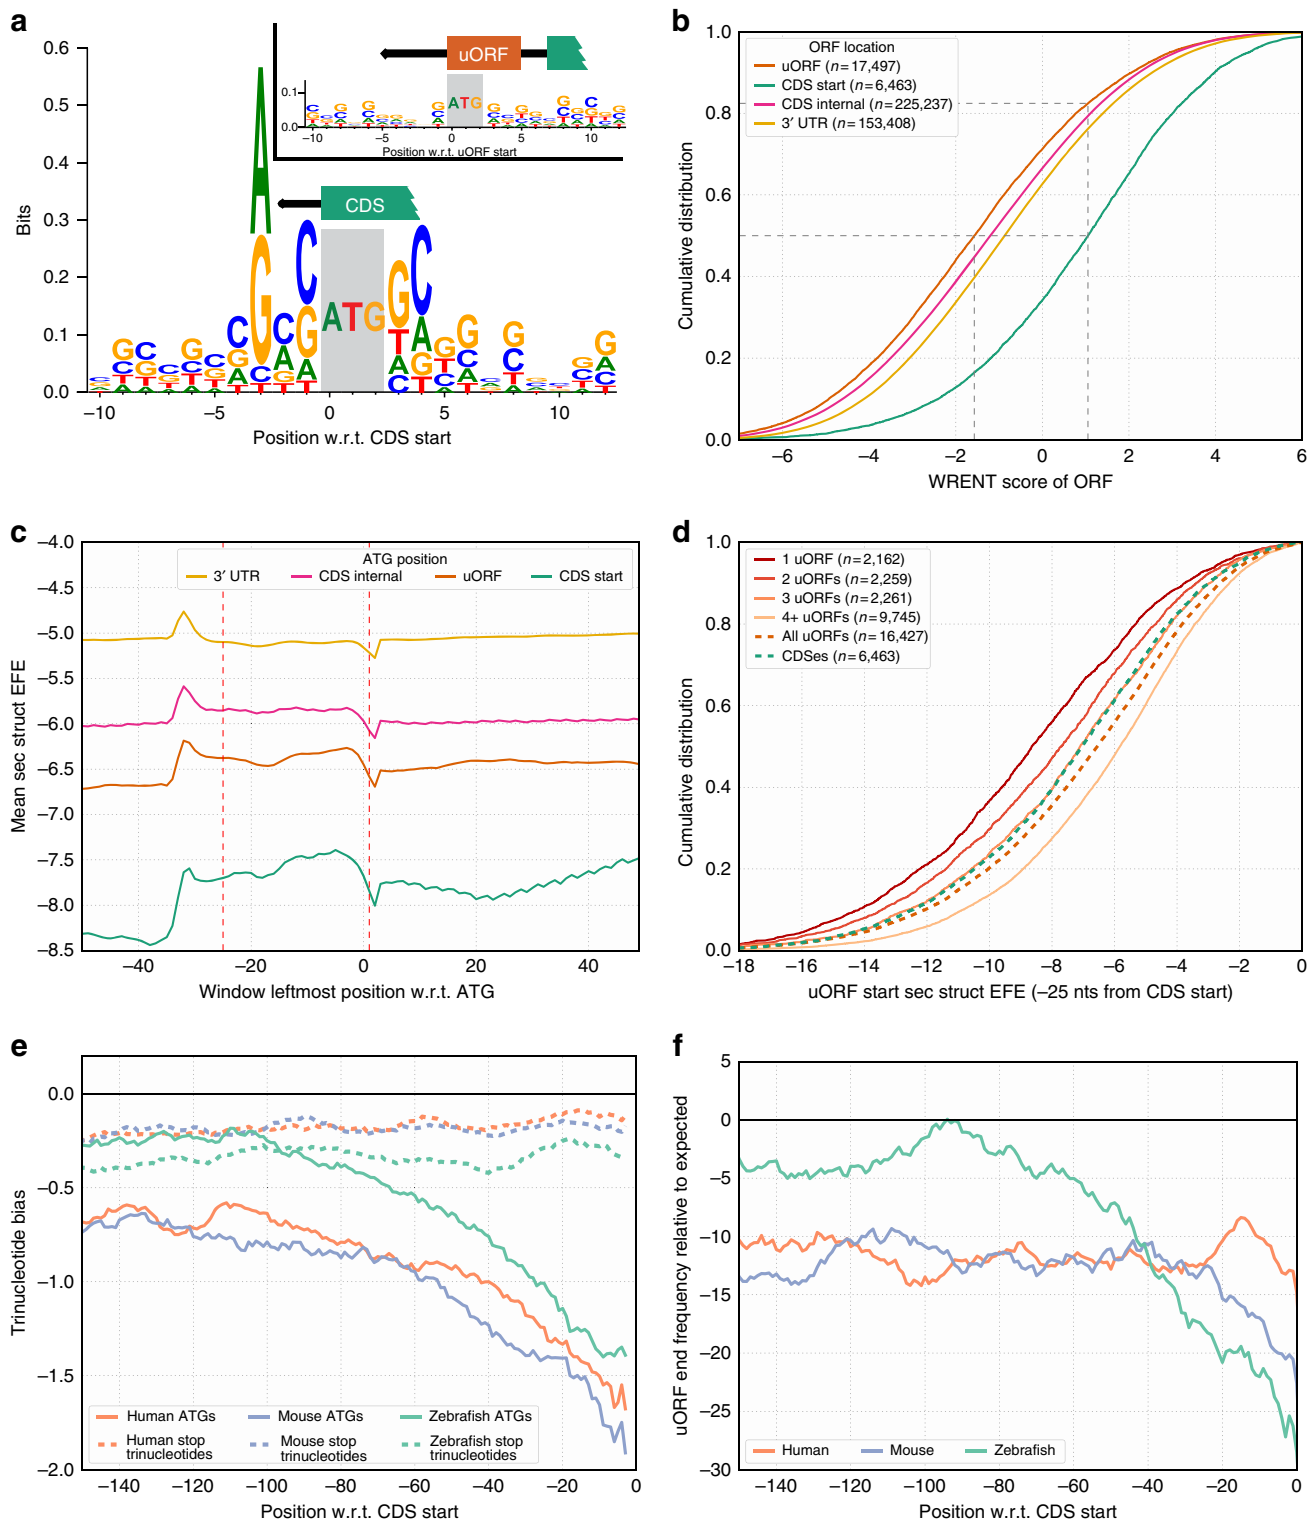 a
0.6
0.5
0.4
0.3
0.2
0.1
0.0
Bits
−10
−5
0
5
10
Position w.r.t. CDS start
uORF
0.1
0.0
ATG
−10
−5
0
5
10
Position w.r.t. uORF start
CDS
ATG
b
1.0
0.8
0.6
0.4
0.2
0.0
Cumulative distribution
ORF location
uORF (n=17,497)
CDS start (n=6,463)
CDS internal (n=225,237)
3′ UTR (n=153,408)
−6
−4
−2
0
2
4
6
WRENT score of ORF
c
−4.0
−4.5
−5.0
−5.5
−6.0
−6.5
−7.0
−7.5
−8.0
−8.5
Mean sec struct EFE
ATG position
3′ UTR
CDS internal
uORF
CDS start
−40
−20
0
20
40
Window leftmost position w.r.t. ATG
d
1.0
0.8
0.6
0.4
0.2
0.0
Cumulative distribution
1 uORF (n=2,162)
2 uORFs (n=2,259)
3 uORFs (n=2,261)
4+ uORFs (n=9,745)
All uORFs (n=16,427)
CDSes (n=6,463)
−18
−16
−14
−12
−10
−8
−6
−4
−2
0
uORF start sec struct EFE (−25 nts from CDS start)
e
0.0
−0.5
−1.0
−1.5
−2.0
Trinucleotide bias
Human ATGs
Mouse ATGs
Zebrafish ATGs
Human stop
trinucleotides
Mouse stop
trinucleotides
Zebrafish stop
trinucleotides
−140
−120
−100
−80
−60
−40
−20
0
Position w.r.t. CDS start
f
5
0
−5
−10
−15
−20
−25
−30
uORF end frequency relative to expected
Human
Mouse
Zebrafish
−140
−120
−100
−80
−60
−40
−20
0
Position w.r.t. CDS start